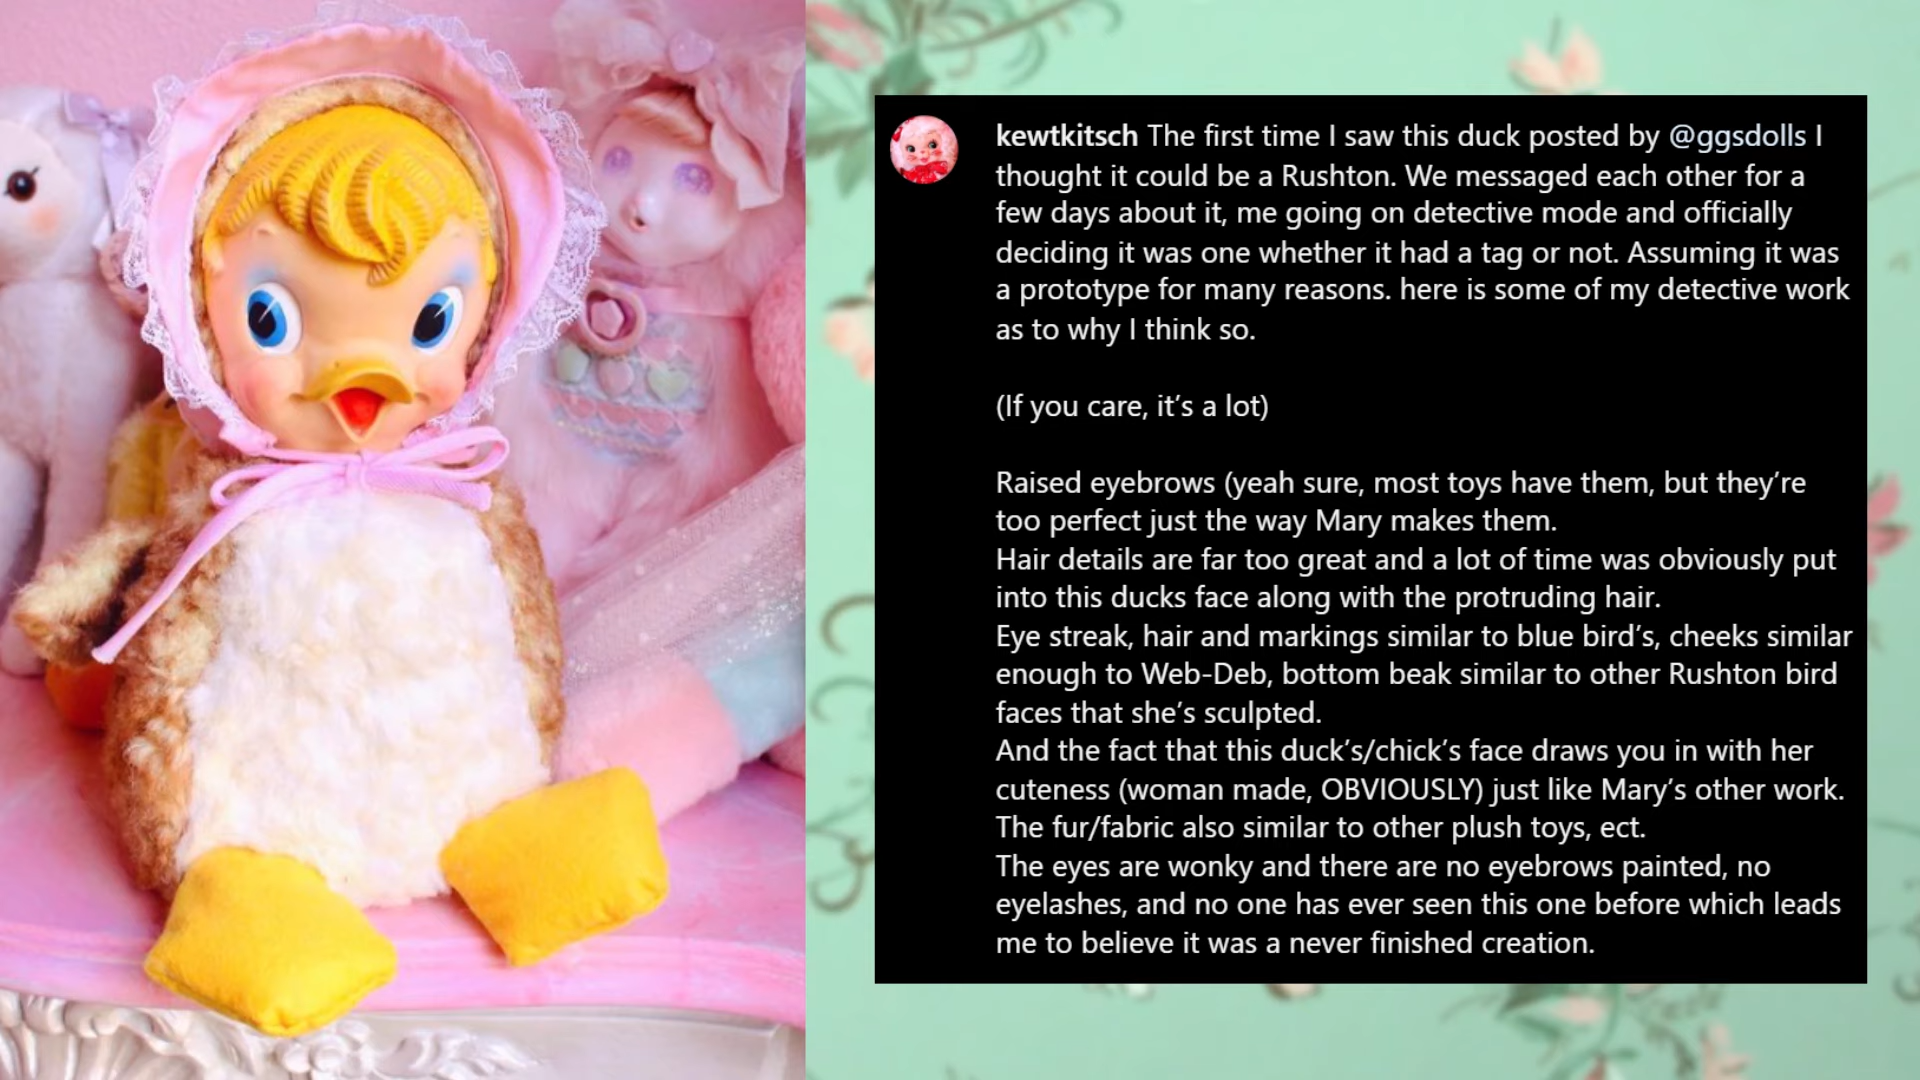 kewtkitsch The first time I saw this duck posted by @ggsdolls I
thought it could be a Rushton. We messaged each other for a
few days about it, me going on detective mode and officially
deciding it was one whether it had a tag or not. Assuming it was
a prototype for many reasons. here is some of my detective work
as to why I think so.
(If you care, it’s a lot)
Raised eyebrows (yeah sure, most toys have them, but they’re
too perfect just the way Mary makes them.
Hair details are far too great and a lot of time was obviously put
into this ducks face along with the protruding hair.
Eye streak, hair and markings similar to blue bird’s, cheeks similar
enough to Web-Deb, bottom beak similar to other Rushton bird
faces that she’s sculpted.
And the fact that this duck’s/chick’s face draws you in with her
cuteness (woman made, OBVIOUSLY) just like Mary’s other work.
The fur/fabric also similar to other plush toys, ect.
The eyes are wonky and there are no eyebrows painted, no
eyelashes, and no one has ever seen this one before which leads
me to believe it was a never finished creation.